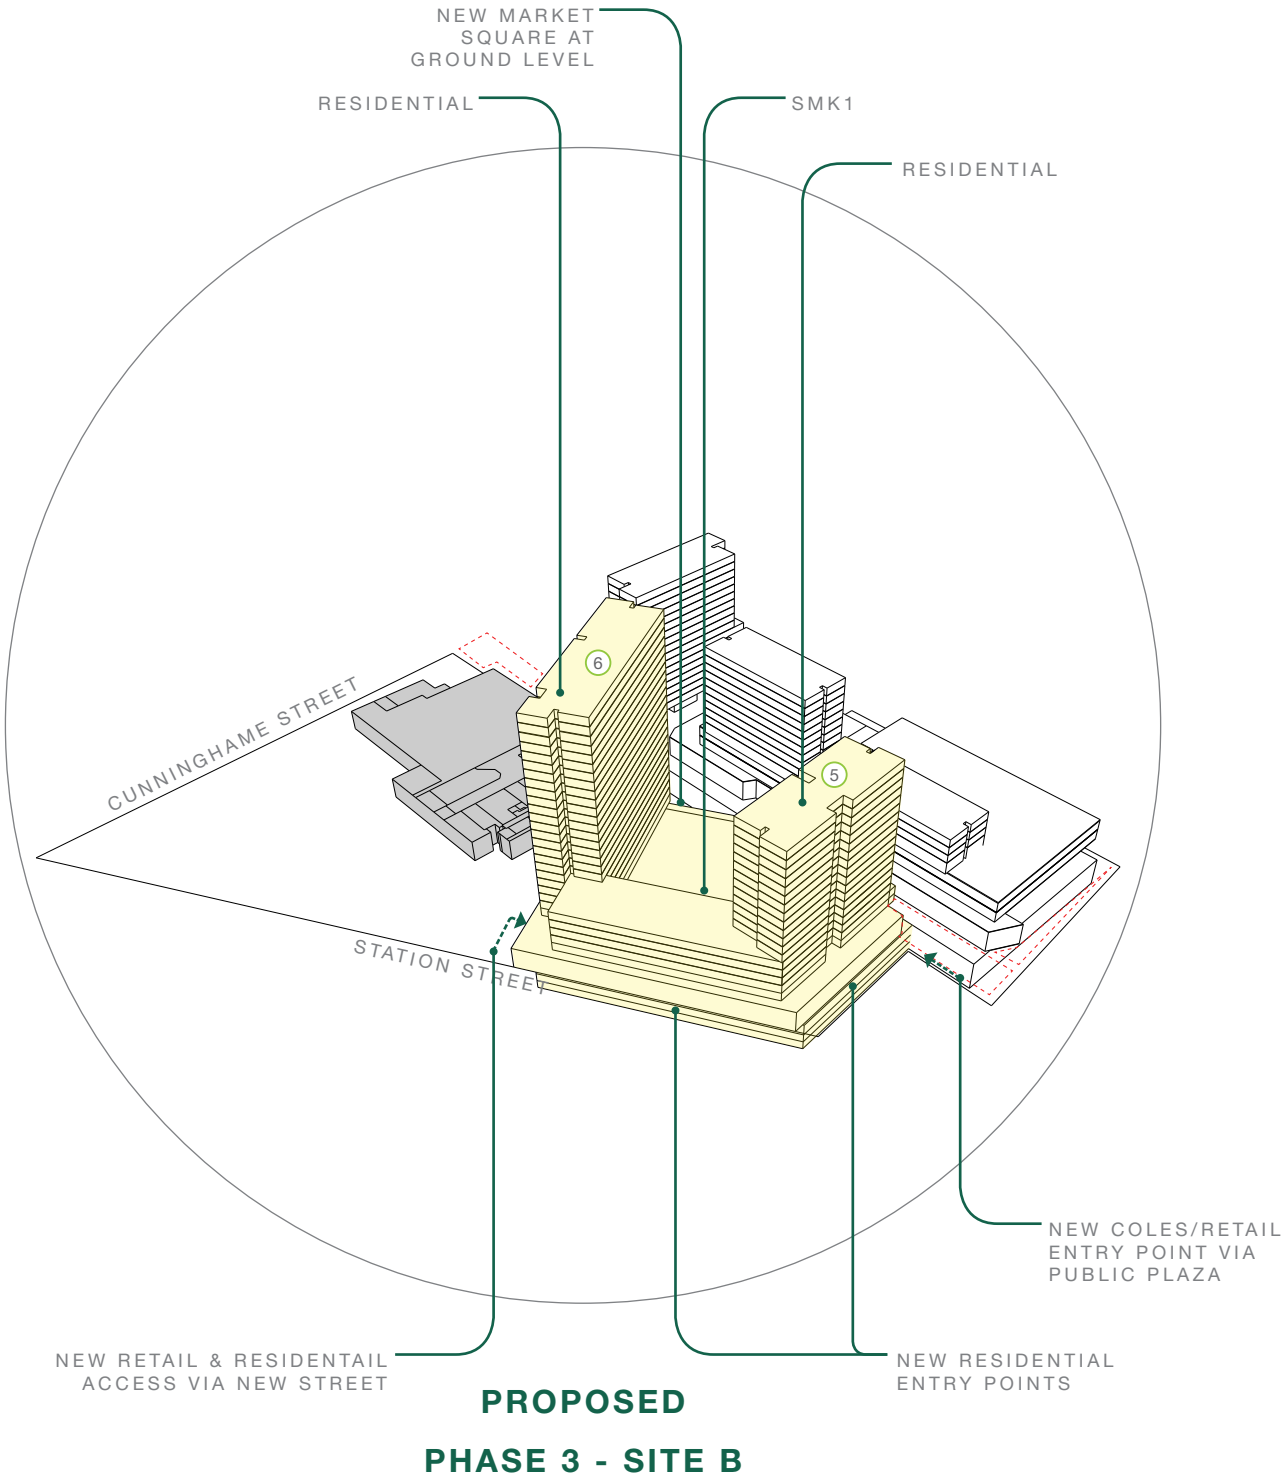 NEW MARKET
SQUARE AT
GROUND LEVEL
RESIDENTIAL
SMK1
RESIDENTIAL
6
5
CUNNINGHAME STREET
STATION STREET
NEW COLES/RETAIL
ENTRY POINT VIA
PUBLIC PLAZA
NEW RETAIL & RESIDENTAIL
ACCESS VIA NEW STREET
NEW RESIDENTIAL
ENTRY POINTS
PROPOSED
PHASE 3 - SITE B